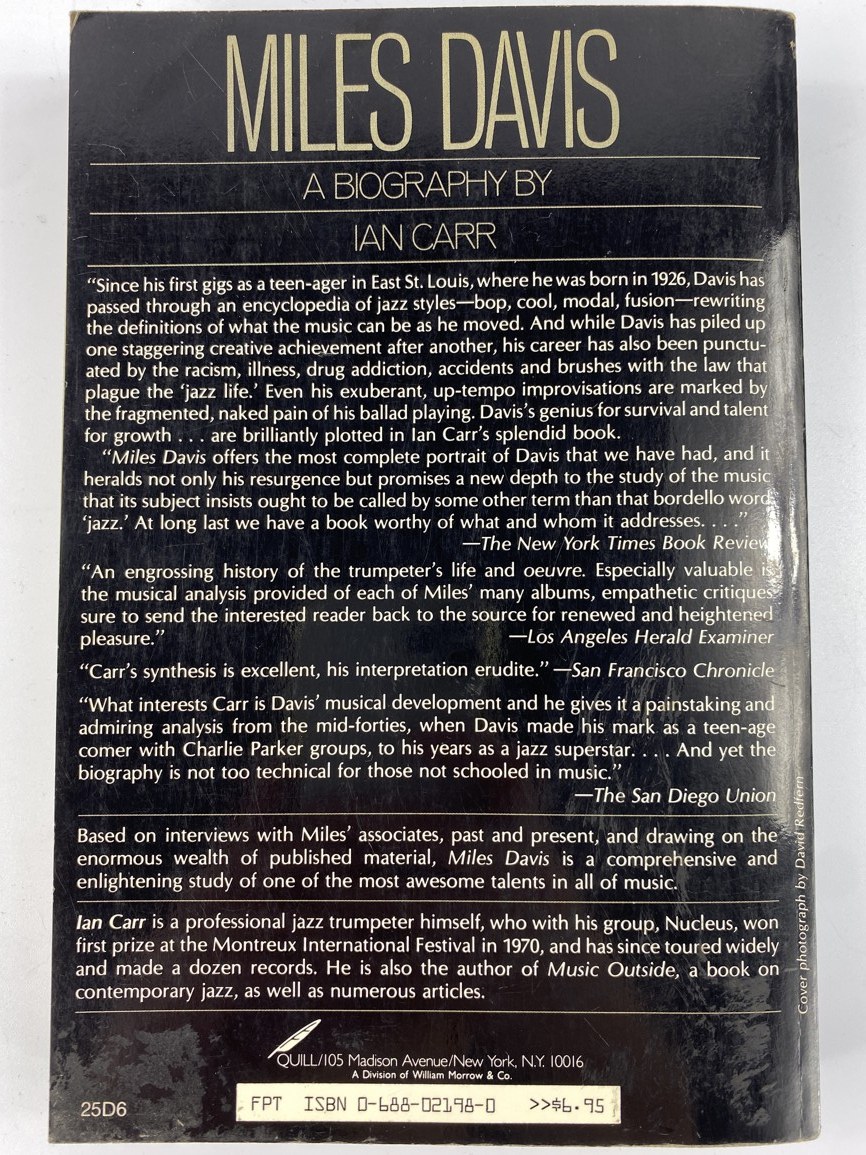 MILES DAVIS
A BIOGRAPHY BY
IAN CARR
“Since his first gigs as a teen-ager in East St. Louis, where he was born in 1926, Davis has
passed through an encyclopedia of jazz styles—bop, cool, modal, fusion—rewriting
the definitions of what the music can be as he moved. And while Davis has piled up
one staggering creative achievement after another, his career has also been punctu-
ated by the racism, illness, drug addiction, accidents and brushes with the law that
plague the ‘jazz life.’ Even his exuberant, up-tempo improvisations are marked by
the fragmented, naked pain of his ballad playing. Davis’s genius for survival and talent
for growth . . . are brilliantly plotted in Ian Carr’s splendid book.
“Miles Davis offers the most complete portrait of Davis that we have had, and it
heralds not only his resurgence but promises a new depth to the study of the music
that its subject insists ought to be called by some other term than that bordello word
‘jazz.’ At long last we have a book worthy of what and whom it addresses. . . .”
—The New York Times Book Review
“An engrossing history of the trumpeter’s life and oeuvre. Especially valuable is
the musical analysis provided of each of Miles’ many albums, empathetic critiques
sure to send the interested reader back to the source for renewed and heightened
pleasure.” —Los Angeles Herald Examiner
“Carr’s synthesis is excellent, his interpretation erudite.” —San Francisco Chronicle
“What interests Carr is Davis’ musical development and he gives it a painstaking and
admiring analysis from the mid-forties, when Davis made his mark as a teen-age
comer with Charlie Parker groups, to his years as a jazz superstar. . . . And yet the
biography is not too technical for those not schooled in music.”
—The San Diego Union
Based on interviews with Miles’ associates, past and present, and drawing on the
enormous wealth of published material, Miles Davis is a comprehensive and
enlightening study of one of the most awesome talents in all of music.
Ian Carr is a professional jazz trumpeter himself, who with his group, Nucleus, won
first prize at the Montreux International Festival in 1970, and has since toured widely
and made a dozen records. He is also the author of Music Outside, a book on
contemporary jazz, as well as numerous articles.
Cover photograph by David Redfern
QUILL/105 Madison Avenue/New York, N.Y. 10016
A Division of William Morrow & Co.
25D6
FPT ISBN 0-688-02198-0 >>$6.95